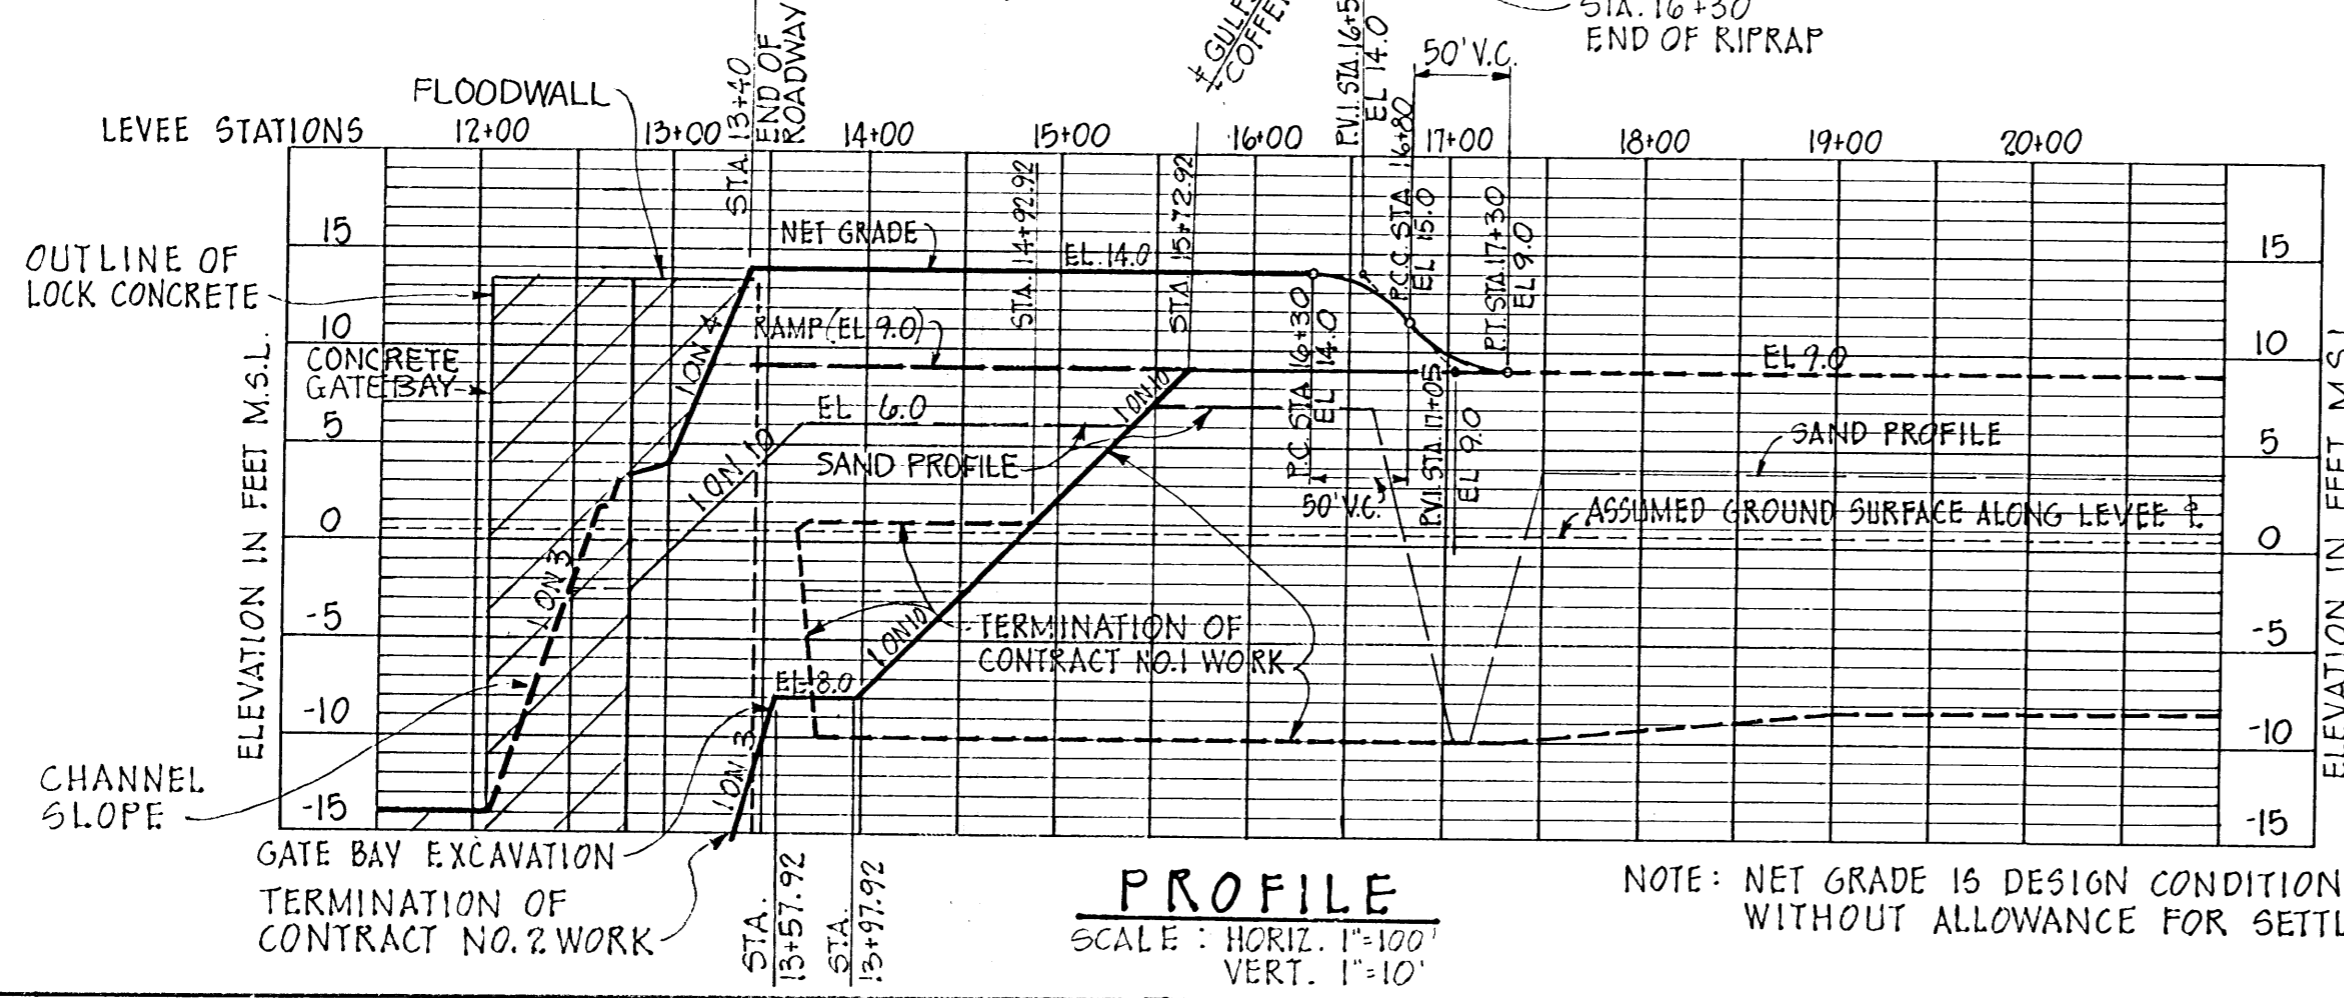 STA. 16+30
END OF RIPRAP
GULF
COFFE
P.V.I. STA. 16+5
EL 14.0
50' V.C.
FLOODWALL
STA. 13+40
END OF
ROADWAY
LEVEE STATIONS 12+00 13+00 14+00 15+00 16+00 17+00 18+00 19+00 20+00
P.C.C. STA. 16+80
EL 15.0
P.T. STA. 17+30
EL 9.0
STA. 14+92.92
STA. 15+72.92
NET GRADE
EL. 14.0
15
15
OUTLINE OF
LOCK CONCRETE
RAMP (EL 9.0)
P.C. STA. 16+30
EL 14.0
10
10
CONCRETE
GATE BAY
1 ON 4
EL 9.0
1 ON 10
EL 6.0
5
5
P.V.I. STA. 17+05
EL 9.0
SAND PROFILE
SAND PROFILE
1 ON 10
50' V.C.
ASSUMED GROUND SURFACE ALONG LEVEE ℄
0
0
1 ON 3
ELEVATION IN FEET M.S.L.
ELEVATION IN FEET M.S.L.
-5
-5
1 ON 10
TERMINATION OF
CONTRACT NO.1 WORK
EL-8.0
-10
-10
1 ON 3
CHANNEL
SLOPE
-15
-15
GATE BAY EXCAVATION
TERMINATION OF
CONTRACT NO. 2 WORK
STA.
13+57.92
STA.
13+97.92
PROFILE
SCALE : HORIZ. 1"=100'
VERT. 1"=10'
NOTE: NET GRADE IS DESIGN CONDITION
WITHOUT ALLOWANCE FOR SETTL